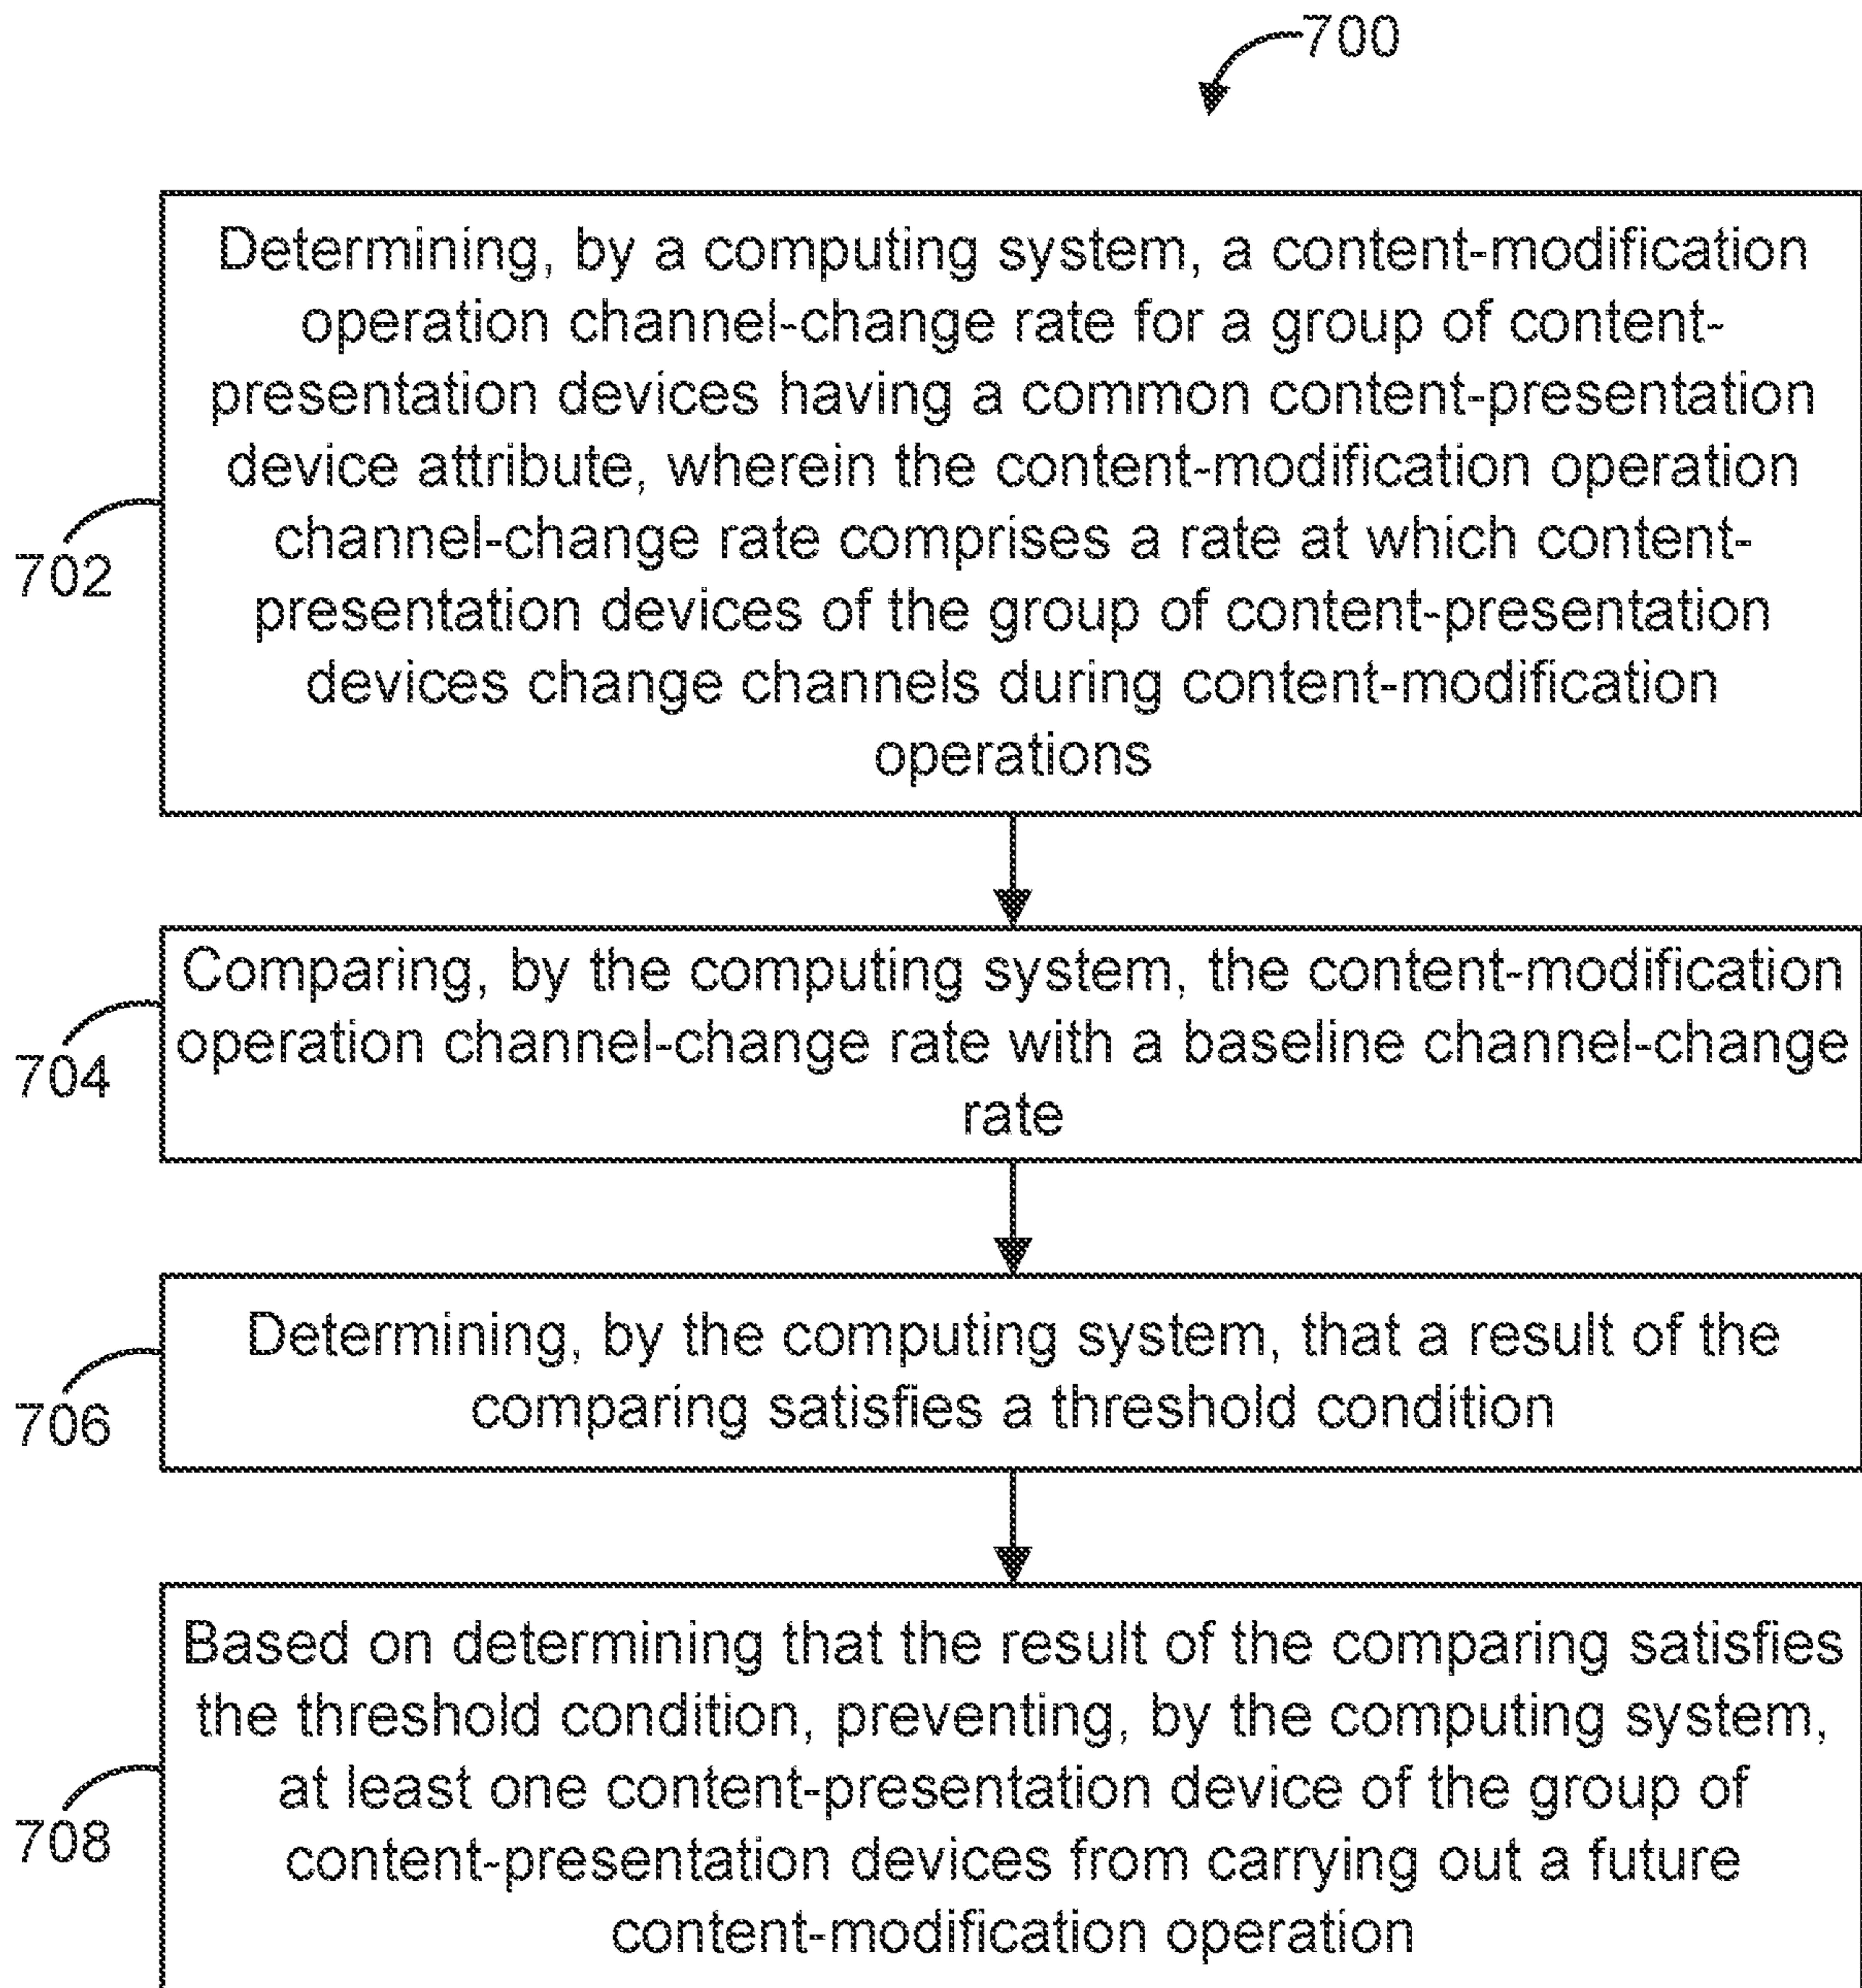 700
Determining, by a computing system, a content-modification
operation channel-change rate for a group of content-
presentation devices having a common content-presentation
device attribute, wherein the content-modification operation
channel-change rate comprises a rate at which content-
presentation devices of the group of content-presentation
devices change channels during content-modification
operations
702
Comparing, by the computing system, the content-modification
operation channel-change rate with a baseline channel-change
rate
704
Determining, by the computing system, that a result of the
comparing satisfies a threshold condition
706
Based on determining that the result of the comparing satisfies
the threshold condition, preventing, by the computing system,
at least one content-presentation device of the group of
content-presentation devices from carrying out a future
content-modification operation
708